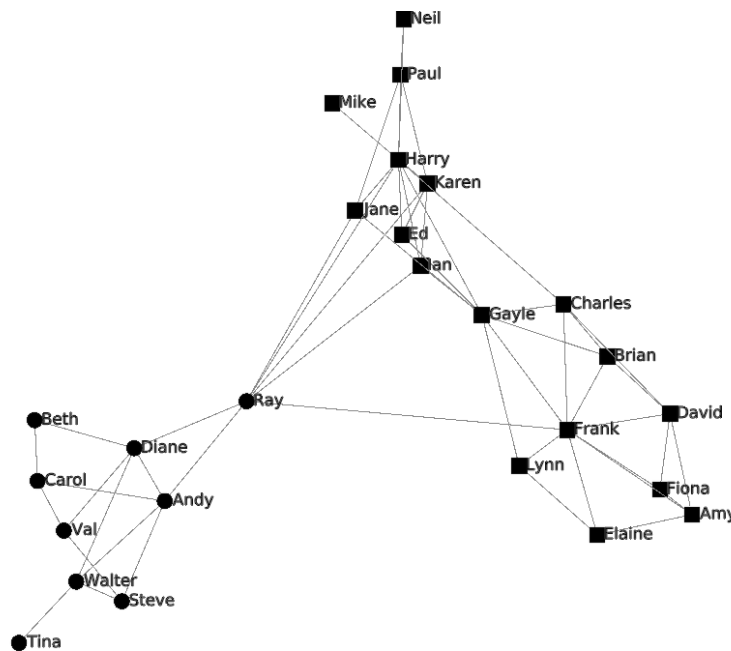 Neil
Paul
Mike
Harry
Karen
Jane
Ed
Ian
Charles
Gayle
Brian
Ray
David
Beth
Frank
Diane
Lynn
Carol
Fiona
Andy
Amy
Val
Elaine
Walter
Steve
Tina